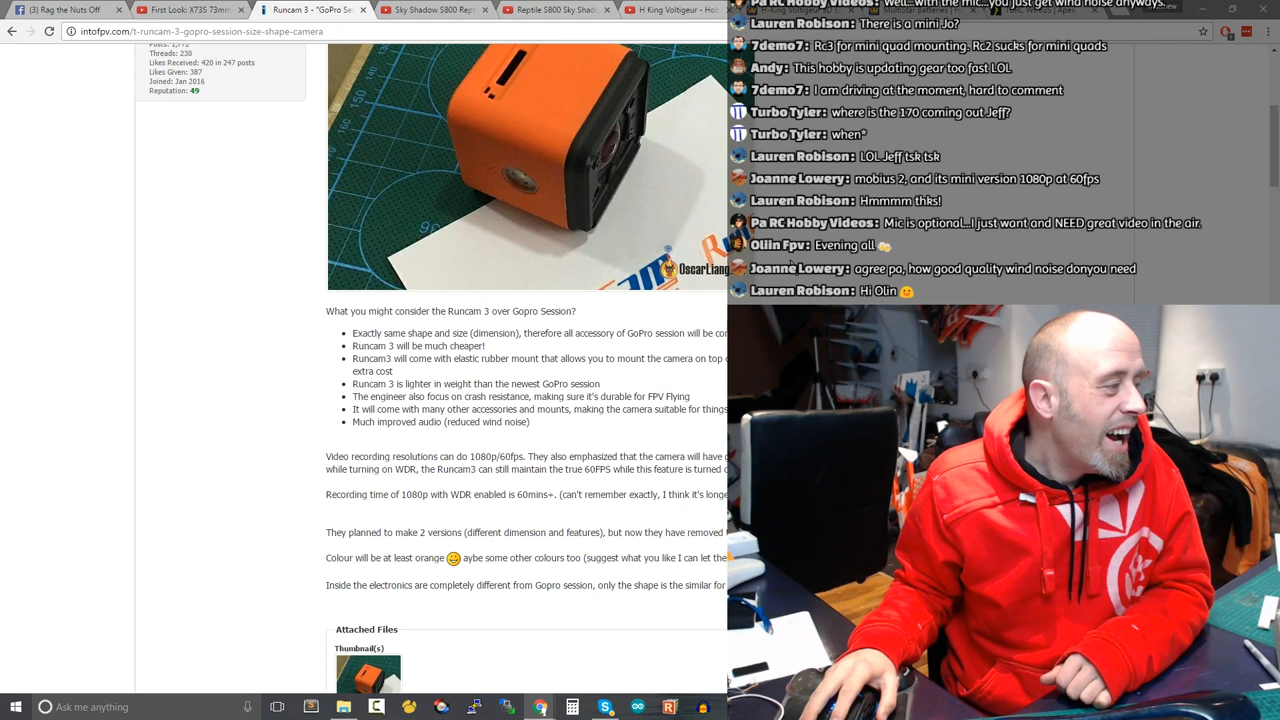 (3) Rag the Nuts Off
First Look: X73S 73mm
Runcam 3 - "GoPro Ses
Sky Shadow S800 Rept
Reptile S800 Sky Shado
H King Voltigeur - Hob
intofpv.com/t-runcam-3-gopro-session-size-shape-camera
Threads: 230
Likes Received: 420 in 247 posts
Likes Given: 387
Joined: Jan 2016
Reputation: 49
OscarLiang
What you might consider the Runcam 3 over Gopro Session?
Exactly same shape and size (dimension), therefore all accessory of GoPro session will be con
Runcam 3 will be much cheaper!
Runcam3 will come with elastic rubber mount that allows you to mount the camera on top o
extra cost
Runcam 3 is lighter in weight than the newest GoPro session
The engineer also focus on crash resistance, making sure it's durable for FPV Flying
It will come with many other accessories and mounts, making the camera suitable for things
Much improved audio (reduced wind noise)
Video recording resolutions can do 1080p/60fps. They also emphasized that the camera will have g
while turning on WDR, the Runcam3 can still maintain the true 60FPS while this feature is turned o
Recording time of 1080p with WDR enabled is 60mins+. (can't remember exactly, I think it's longe
They planned to make 2 versions (different dimension and features), but now they have removed t
Colour will be at least orange aybe some other colours too (suggest what you like I can let the
Inside the electronics are completely different from Gopro session, only the shape is the similar for
Attached Files
Thumbnail(s)
Ask me anything
Pa RC Hobby Videos: Well...with the mic...you just get wind noise anyways.
Lauren Robison: There is a mini Jo?
7demo7: Rc3 for mini quad mounting. Rc2 sucks for mini quads
Andy: This hobby is updating gear too fast LOL
7demo7: I am driving at the moment, hard to comment
Turbo Tyler: where is the 170 coming out Jeff?
Turbo Tyler: when*
Lauren Robison: LOL Jeff tsk tsk
Joanne Lowery: mobius 2, and its mini version 1080p at 60fps
Lauren Robison: Hmmmm thks!
Pa RC Hobby Videos: Mic is optional...I just want and NEED great video in the air.
Oliin Fpv: Evening all 🍻
Joanne Lowery: agree pa, how good quality wind noise donyou need
Lauren Robison: Hi Olin 🙂